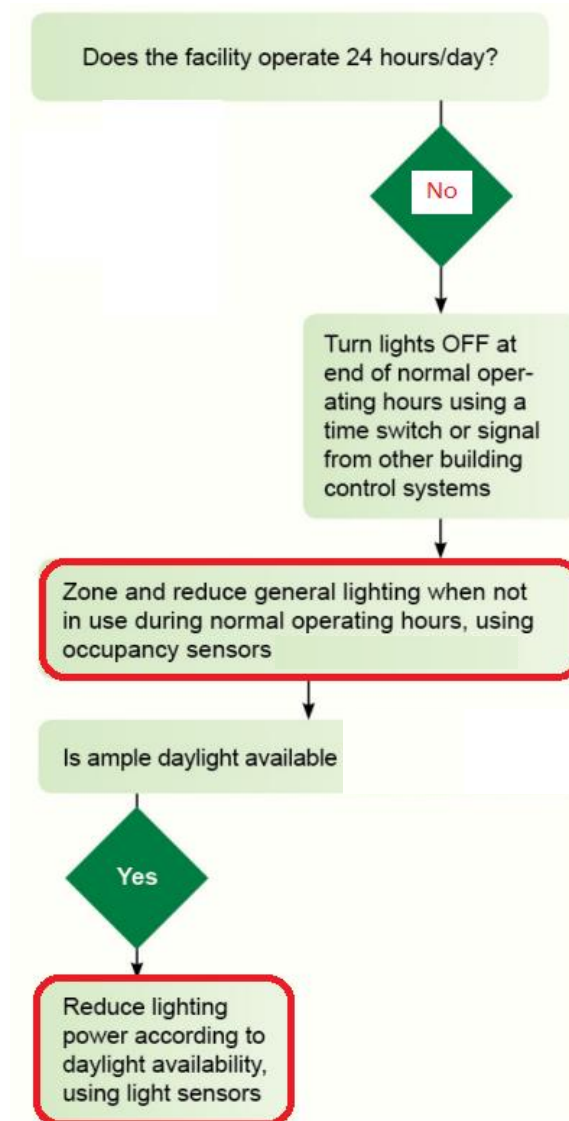 Does the facility operate 24 hours/day?
No
Turn lights OFF at
end of normal oper-
ating hours using a
time switch or signal
from other building
control systems
Zone and reduce general lighting when not
in use during normal operating hours, using
occupancy sensors
Is ample daylight available
Yes
Reduce lighting
power according to
daylight availability,
using light sensors